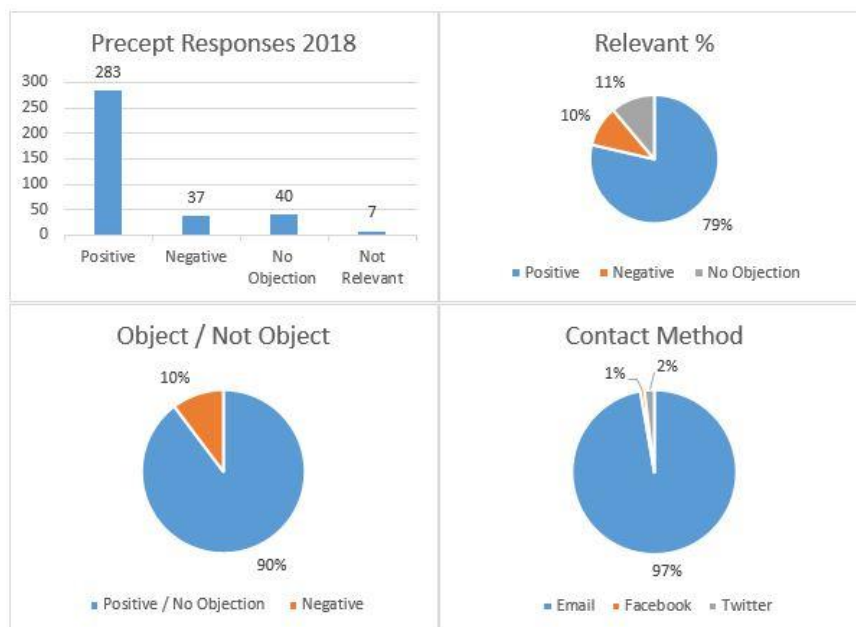 Precept Responses 2018
283
300
250
200
150
100
50
0
37
40
7
Positive
Negative
No
Objection
Not
Relevant
Relevant %
11%
10%
79%
Positive
Negative
No Objection
Object / Not Object
10%
90%
Positive / No Objection
Negative
Contact Method
1%
2%
97%
Email
Facebook
Twitter